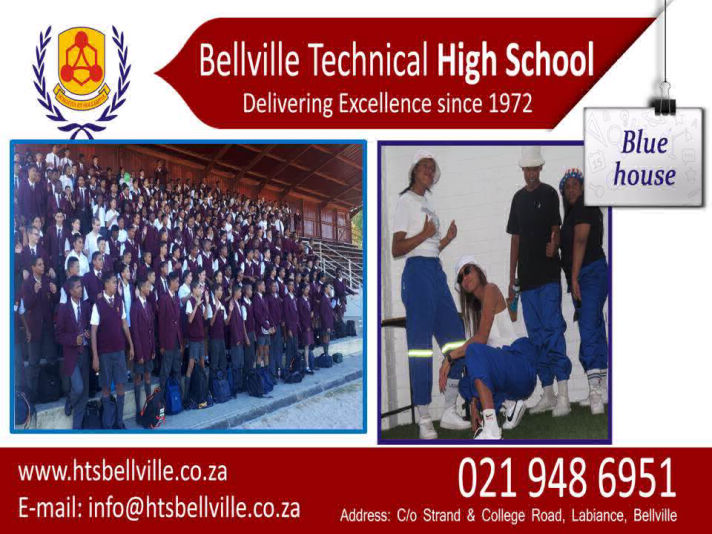 Bellville Technical High School
Delivering Excellence since 1972
Blue
house
www.htsbellville.co.za
E-mail: info@htsbellville.co.za
021 948 6951
Address: C/o Strand & College Road, Labiance, Bellville